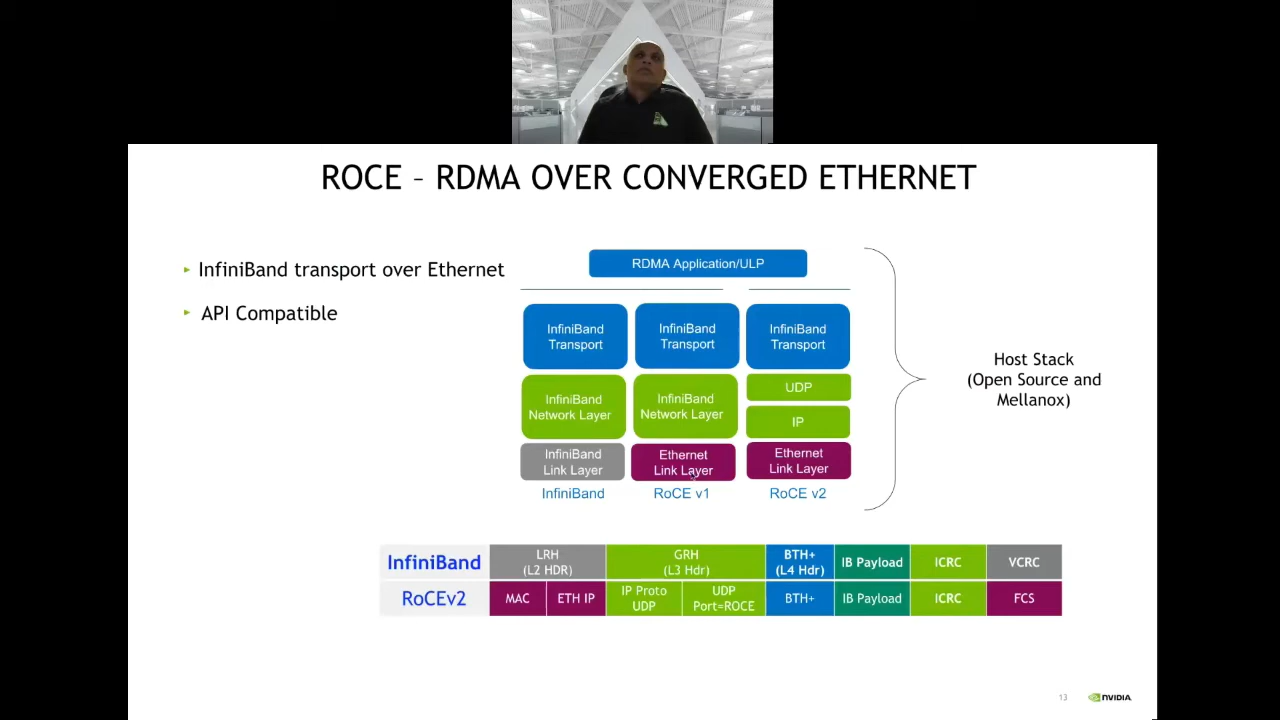 ROCE – RDMA OVER CONVERGED ETHERNET
InfiniBand transport over Ethernet
API Compatible
RDMA Application/ULP
InfiniBand
Transport
InfiniBand
Transport
InfiniBand
Transport
InfiniBand
Network Layer
InfiniBand
Network Layer
UDP
IP
InfiniBand
Link Layer
Ethernet
Link Layer
Ethernet
Link Layer
InfiniBand
RoCE v1
RoCE v2
Host Stack
(Open Source and
Mellanox)
InfiniBand
LRH
(L2 HDR)
GRH
(L3 Hdr)
BTH+
(L4 Hdr)
IB Payload
ICRC
VCRC
RoCEv2
MAC
ETH IP
IP Proto
UDP
UDP
Port=ROCE
BTH+
IB Payload
ICRC
FCS
13
NVIDIA.